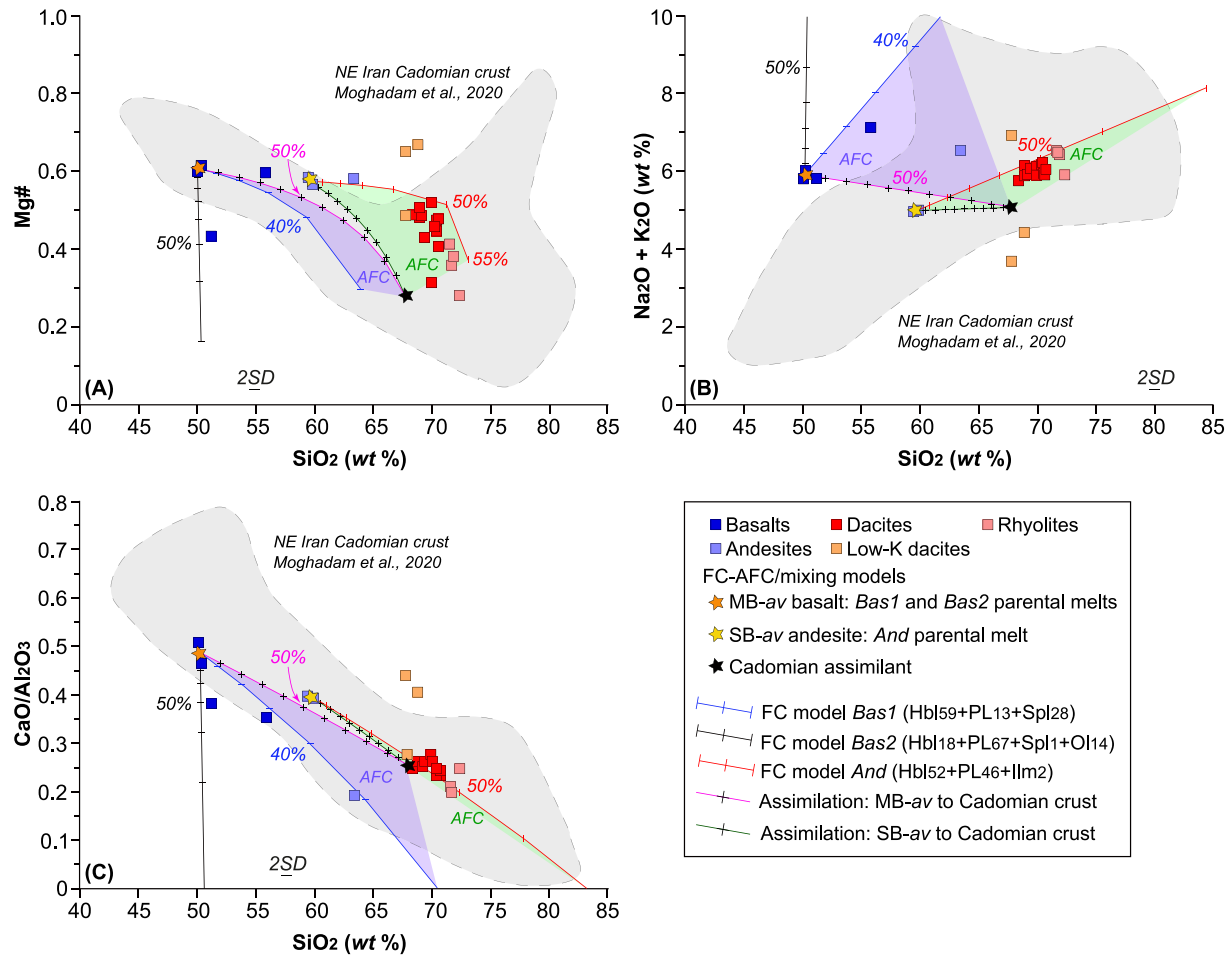 NE Iran Cadomian crust
Moghadam et al., 2020
50%
40%
50%
50%
55%
AFC
AFC
2SD
(A)
Mg#
1.0
0.8
0.6
0.4
0.2
0
40 45 50 55 60 65 70 75 80 85
SiO2 (wt %)
40%
50%
AFC
50%
50%
AFC
NE Iran Cadomian crust
Moghadam et al., 2020
2SD
(B)
Na2O + K2O (wt %)
10
8
6
4
2
0
40 45 50 55 60 65 70 75 80 85
SiO2 (wt %)
NE Iran Cadomian crust
Moghadam et al., 2020
50%
50%
40%
AFC
50%
AFC
2SD
(C)
CaO/Al2O3
0.8
0.7
0.6
0.5
0.4
0.3
0.2
0.1
0
40 45 50 55 60 65 70 75 80 85
SiO2 (wt %)
Basalts Dacites Rhyolites
Andesites Low-K dacites
FC-AFC/mixing models
MB-av basalt: Bas1 and Bas2 parental melts
SB-av andesite: And parental melt
Cadomian assimilant
FC model Bas1 (Hbl59+PL13+Spl28)
FC model Bas2 (Hbl18+PL67+Spl1+Ol14)
FC model And (Hbl52+PL46+Ilm2)
Assimilation: MB-av to Cadomian crust
Assimilation: SB-av to Cadomian crust